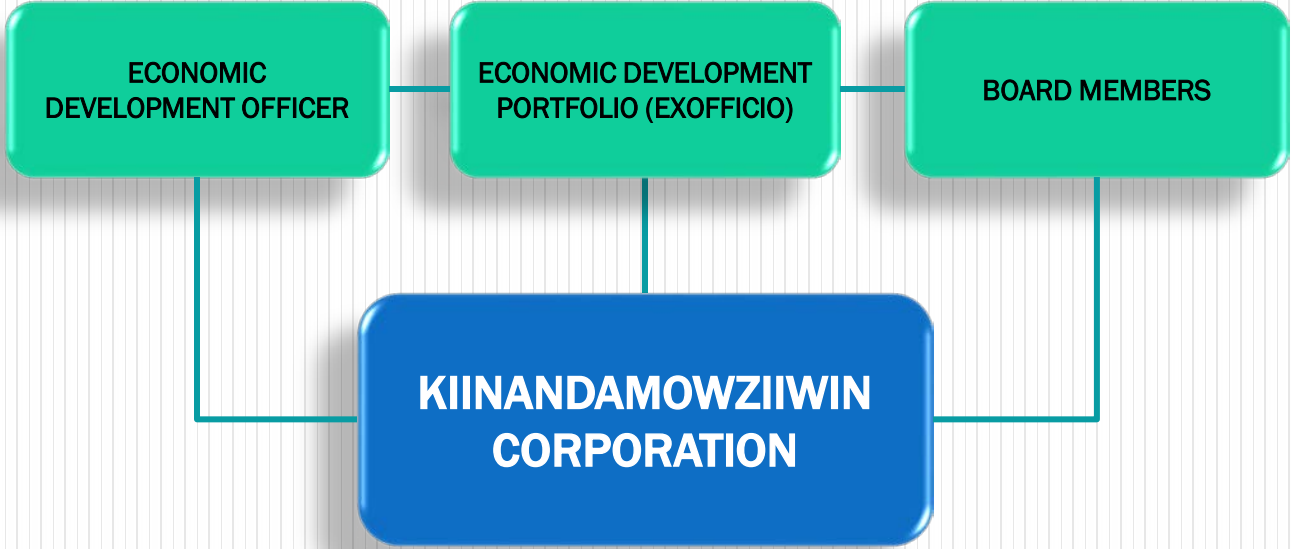 ECONOMIC
DEVELOPMENT OFFICER
ECONOMIC DEVELOPMENT
PORTFOLIO (EXOFFICIO)
BOARD MEMBERS
KIINANDAMOWZIIWIN
CORPORATION